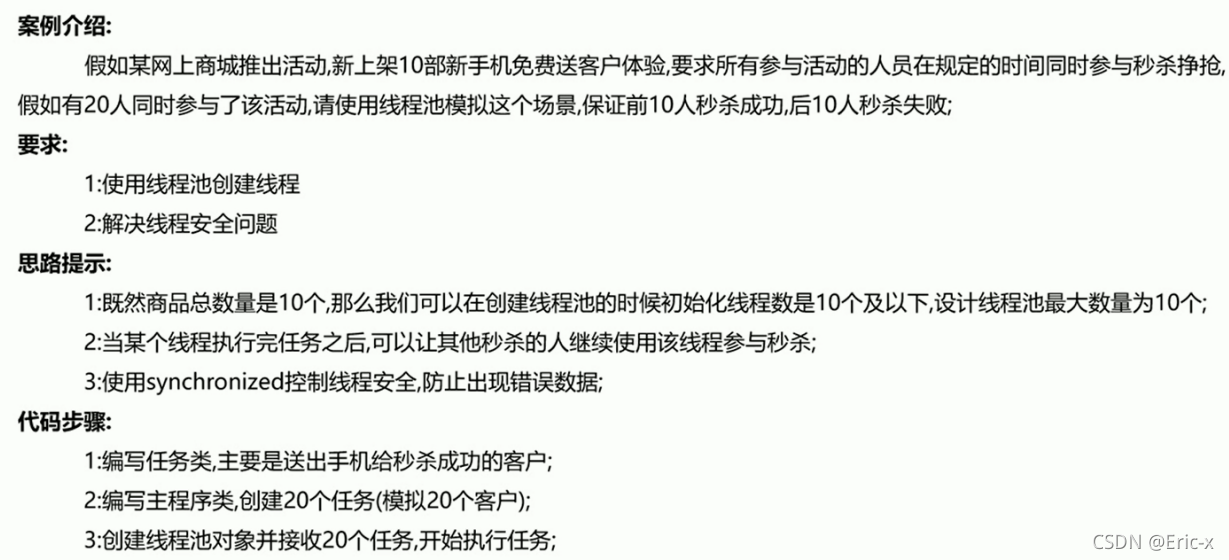 案例介绍:
假如某网上商城推出活动,新上架10部新手机免费送客户体验,要求所有参与活动的人员在规定的时间同时参与秒杀挣抢,
假如有20人同时参与了该活动,请使用线程池模拟这个场景,保证前10人秒杀成功,后10人秒杀失败;
要求:
1:使用线程池创建线程
2:解决线程安全问题
思路提示:
1:既然商品总数量是10个,那么我们可以在创建线程池的时候初始化线程数是10个及以下,设计线程池最大数量为10个;
2:当某个线程执行完任务之后,可以让其他秒杀的人继续使用该线程参与秒杀;
3:使用synchronized控制线程安全,防止出现错误数据;
代码步骤:
1:编写任务类,主要是送出手机给秒杀成功的客户;
2:编写主程序类,创建20个任务(模拟20个客户);
3:创建线程池对象并接收20个任务,开始执行任务;
CSDN @Eric-x